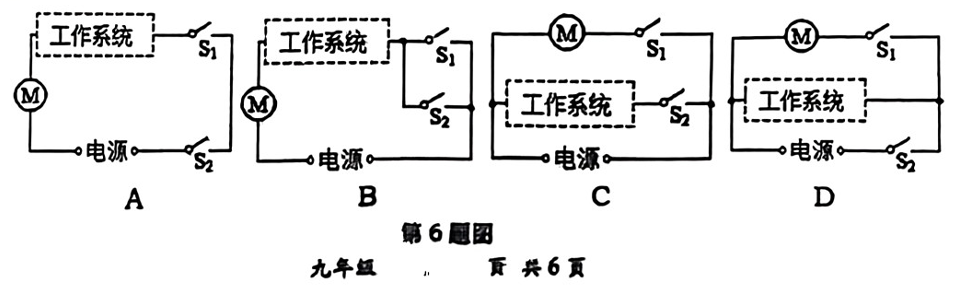 工作系统 S₁ M 电源 S₂
工作系统 S₁ M S₂ 电源
M S₁ 工作系统 S₂ 电源
M S₁ 工作系统 电源 S₂
A B C D
第6题图
九年级 页 共6页